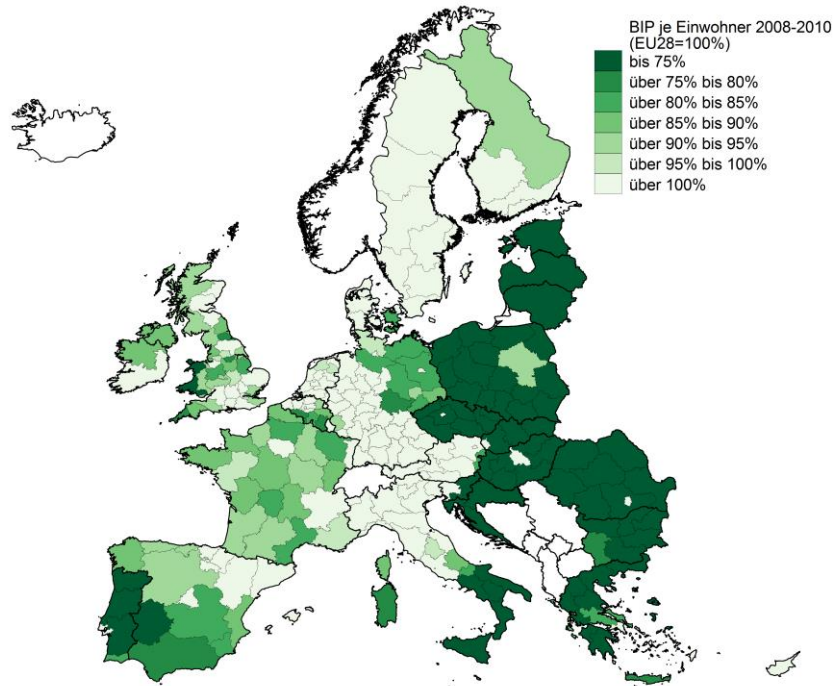 BIP je Einwohner 2008-2010
(EU28=100%)
bis 75%
über 75% bis 80%
über 80% bis 85%
über 85% bis 90%
über 90% bis 95%
über 95% bis 100%
über 100%